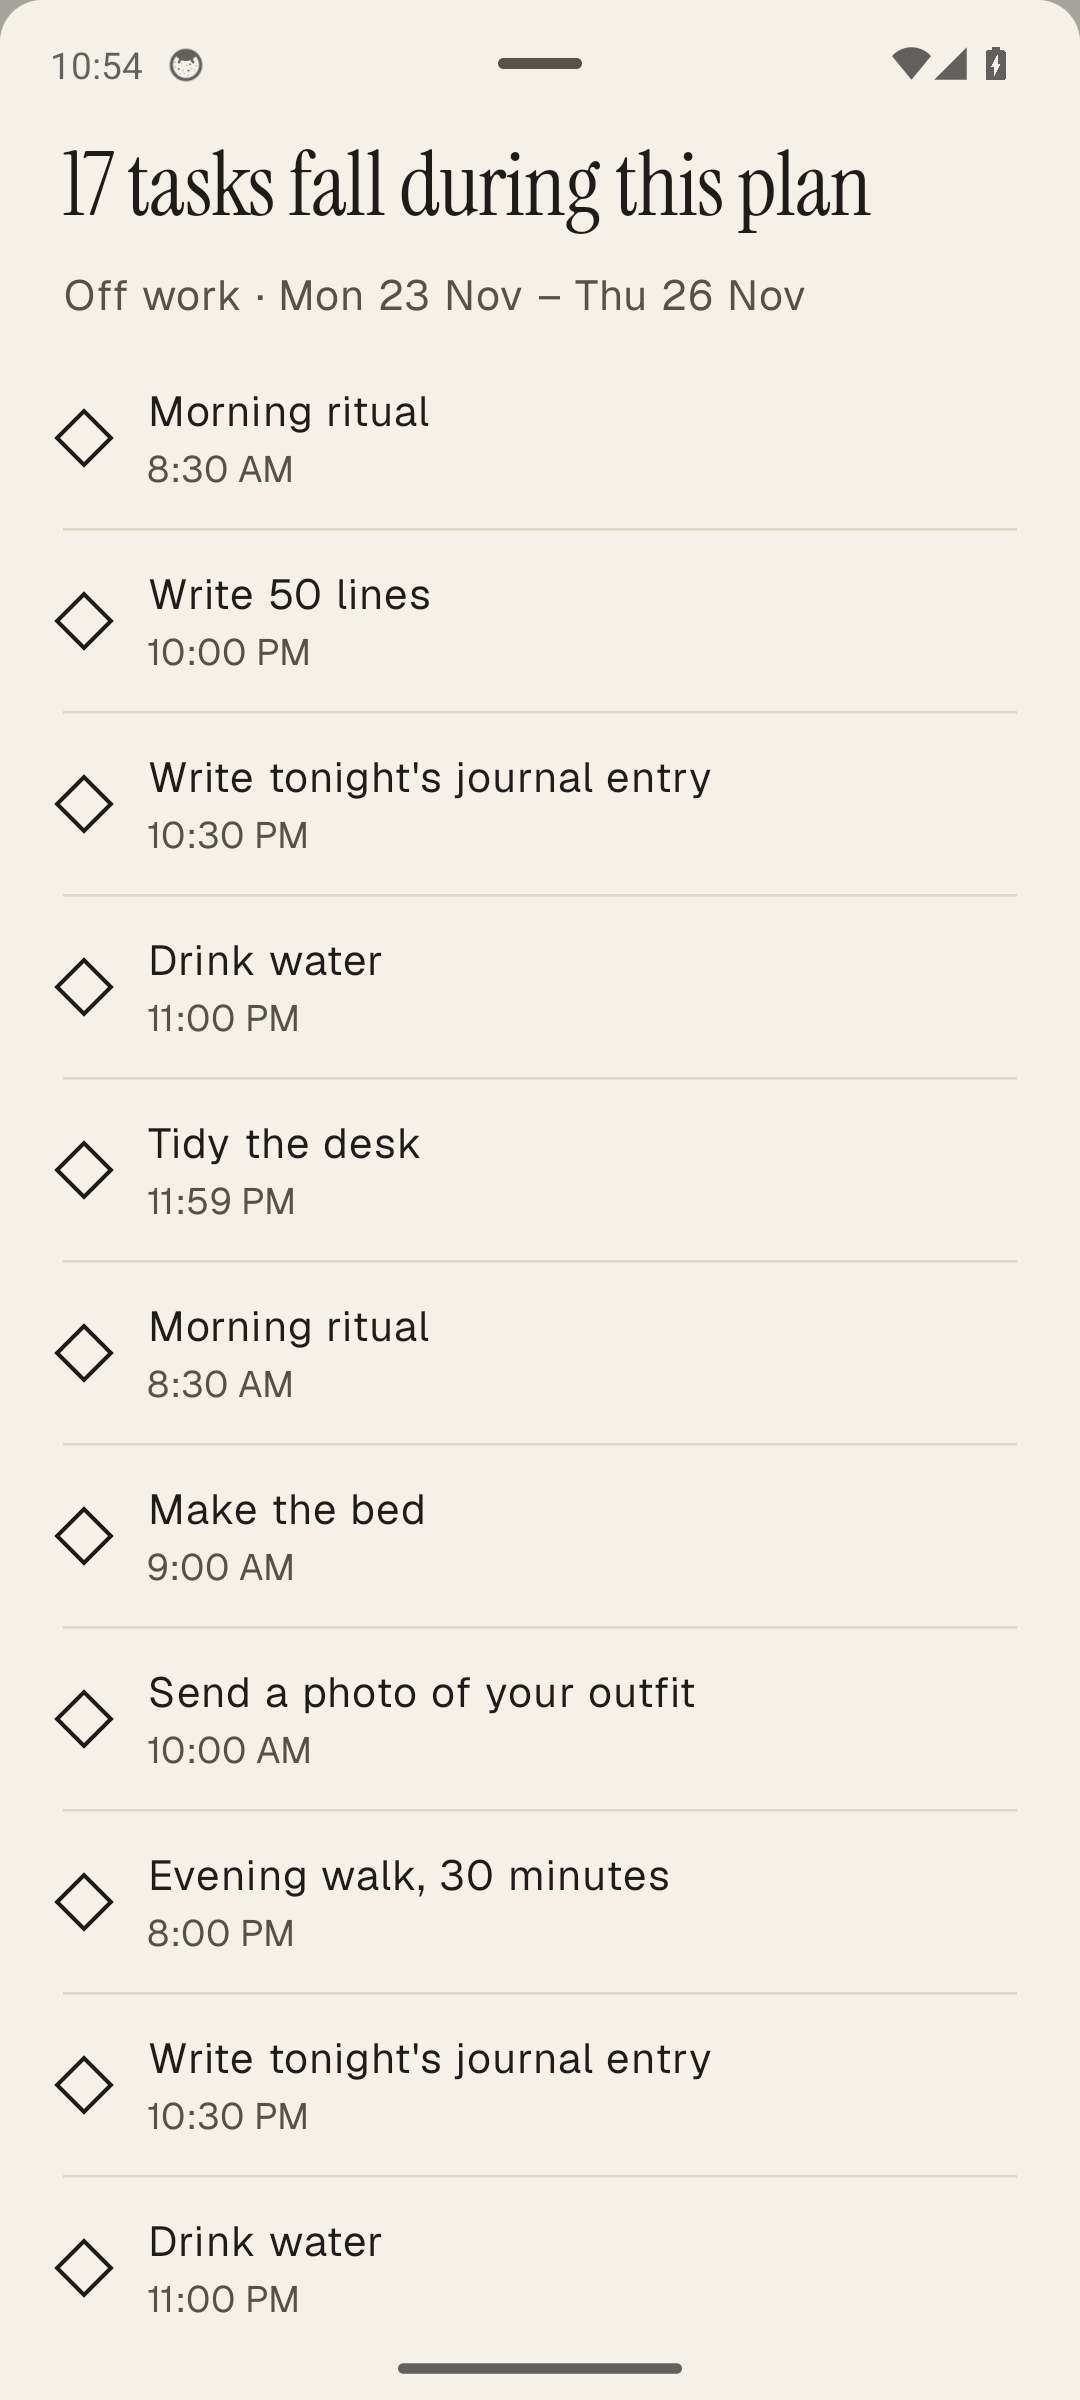 10:54
17 tasks fall during this plan
Off work · Mon 23 Nov – Thu 26 Nov
Morning ritual
8:30 AM
Write 50 lines
10:00 PM
Write tonight's journal entry
10:30 PM
Drink water
11:00 PM
Tidy the desk
11:59 PM
Morning ritual
8:30 AM
Make the bed
9:00 AM
Send a photo of your outfit
10:00 AM
Evening walk, 30 minutes
8:00 PM
Write tonight's journal entry
10:30 PM
Drink water
11:00 PM